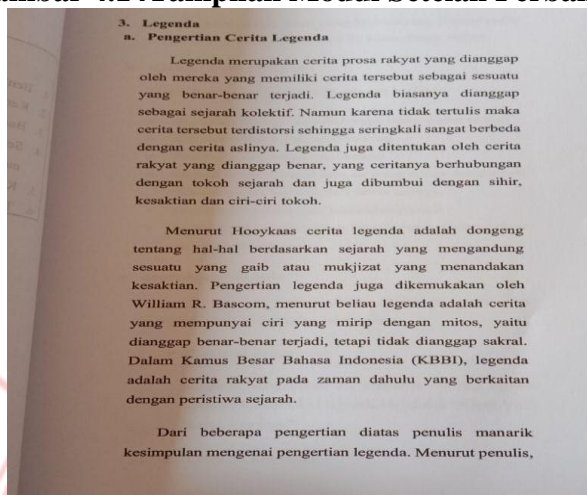 3. Legenda
a. Pengertian Cerita Legenda
Legenda merupakan cerita prosa rakyat yang dianggap
oleh mereka yang memiliki cerita tersebut sebagai sesuatu
yang benar-benar terjadi. Legenda biasanya dianggap
sebagai sejarah kolektif. Namun karena tidak tertulis maka
cerita tersebut terdistorsi sehingga seringkali sangat berbeda
dengan cerita aslinya. Legenda juga ditentukan oleh cerita
rakyat yang dianggap benar, yang ceritanya berhubungan
dengan tokoh sejarah dan juga dibumbui dengan sihir,
kesaktian dan ciri-ciri tokoh.
Menurut Hooykaas cerita legenda adalah dongeng
tentang hal-hal berdasarkan sejarah yang mengandung
sesuatu yang gaib atau mukjizat yang menandakan
kesaktian. Pengertian legenda juga dikemukakan oleh
William R. Bascom, menurut beliau legenda adalah cerita
yang mempunyai ciri yang mirip dengan mitos, yaitu
dianggap benar-benar terjadi, tetapi tidak dianggap sakral.
Dalam Kamus Besar Bahasa Indonesia (KBBI), legenda
adalah cerita rakyat pada zaman dahulu yang berkaitan
dengan peristiwa sejarah.
Dari beberapa pengertian diatas penulis manarik
kesimpulan mengenai pengertian legenda. Menurut penulis,